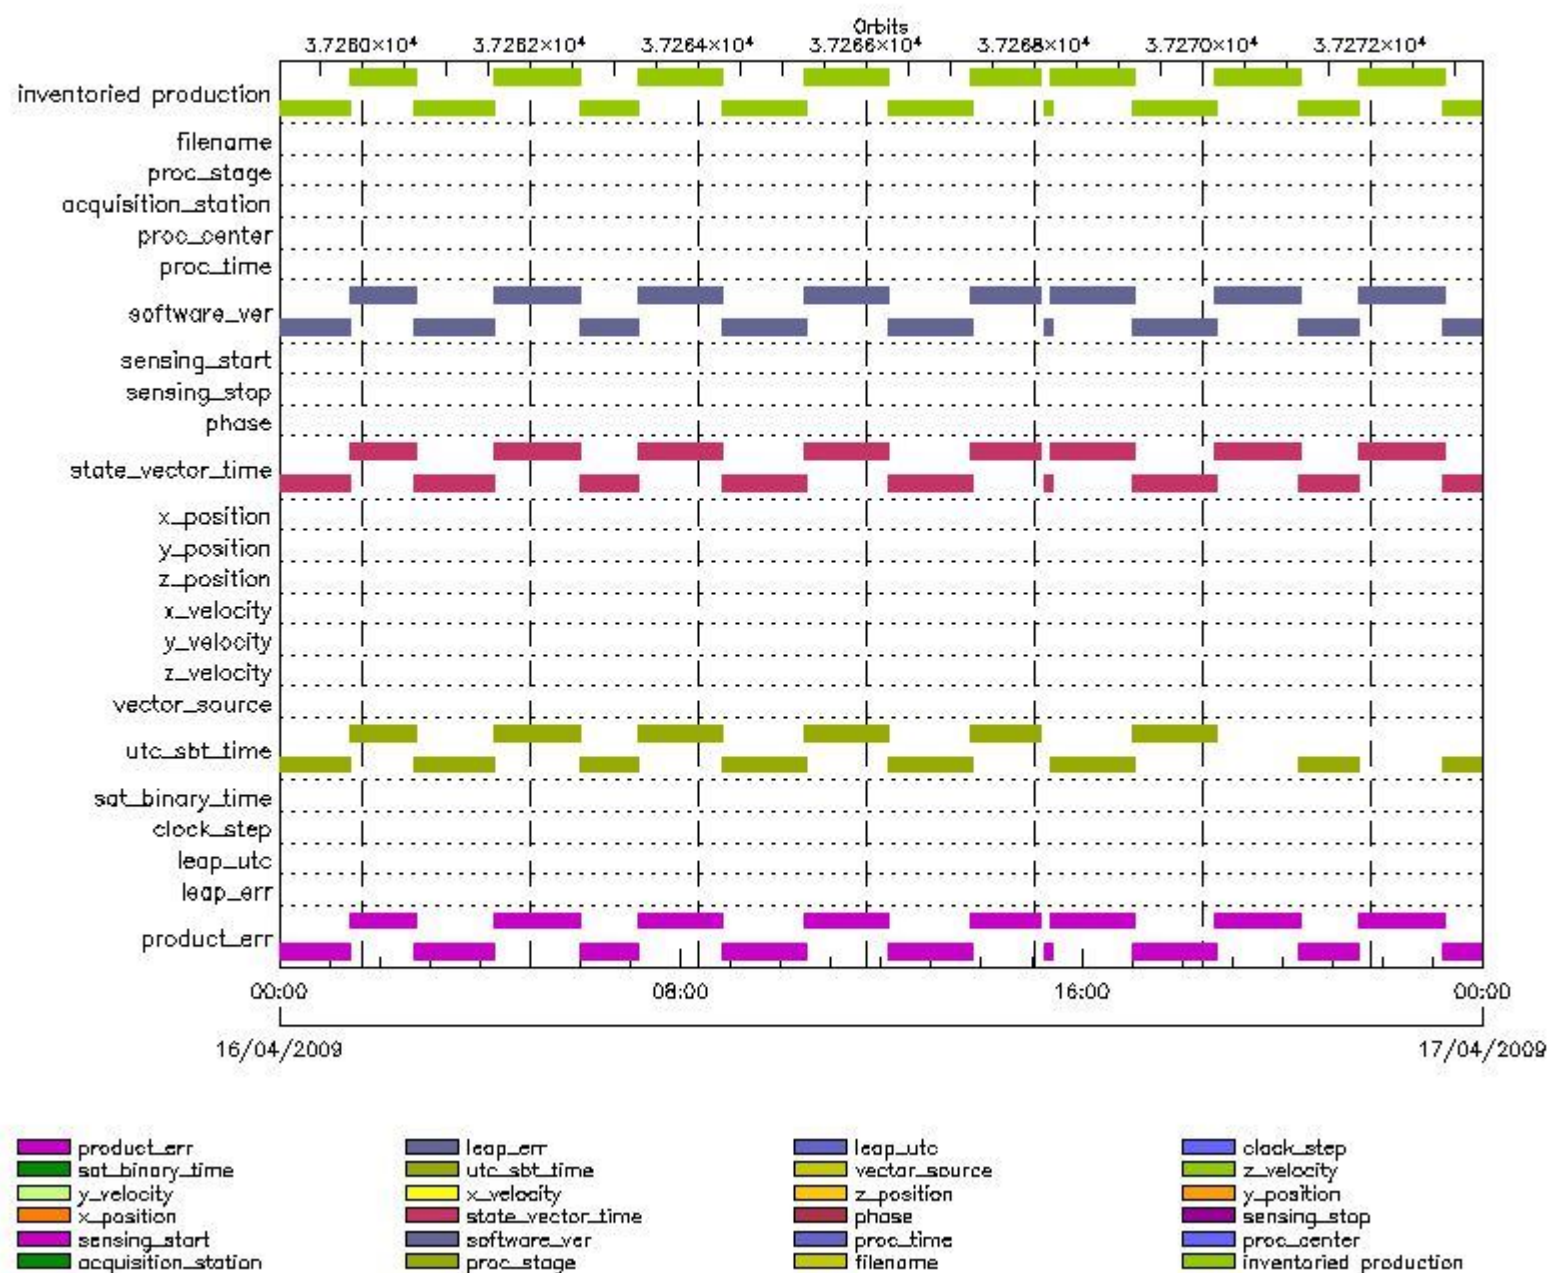 Orbits
3.7260×10⁴ 3.7262×10⁴ 3.7264×10⁴ 3.7266×10⁴ 3.7268×10⁴ 3.7270×10⁴ 3.7272×10⁴
inventoried production
filename
proc_stage
acquisition_station
proc_center
proc_time
software_ver
sensing_start
sensing_stop
phase
state_vector_time
x_position
y_position
z_position
x_velocity
y_velocity
z_velocity
vector_source
utc_sbt_time
sat_binary_time
clock_step
leap_utc
leap_err
product_err
00:00 08:00 16:00 00:00
16/04/2009 17/04/2009
product_err leap_err leap_utc clock_step
sat_binary_time utc_sbt_time vector_source z_velocity
y_velocity x_velocity z_position y_position
x_position state_vector_time phase sensing_stop
sensing_start software_ver proc_time proc_center
acquisition_station proc_stage filename inventoried production